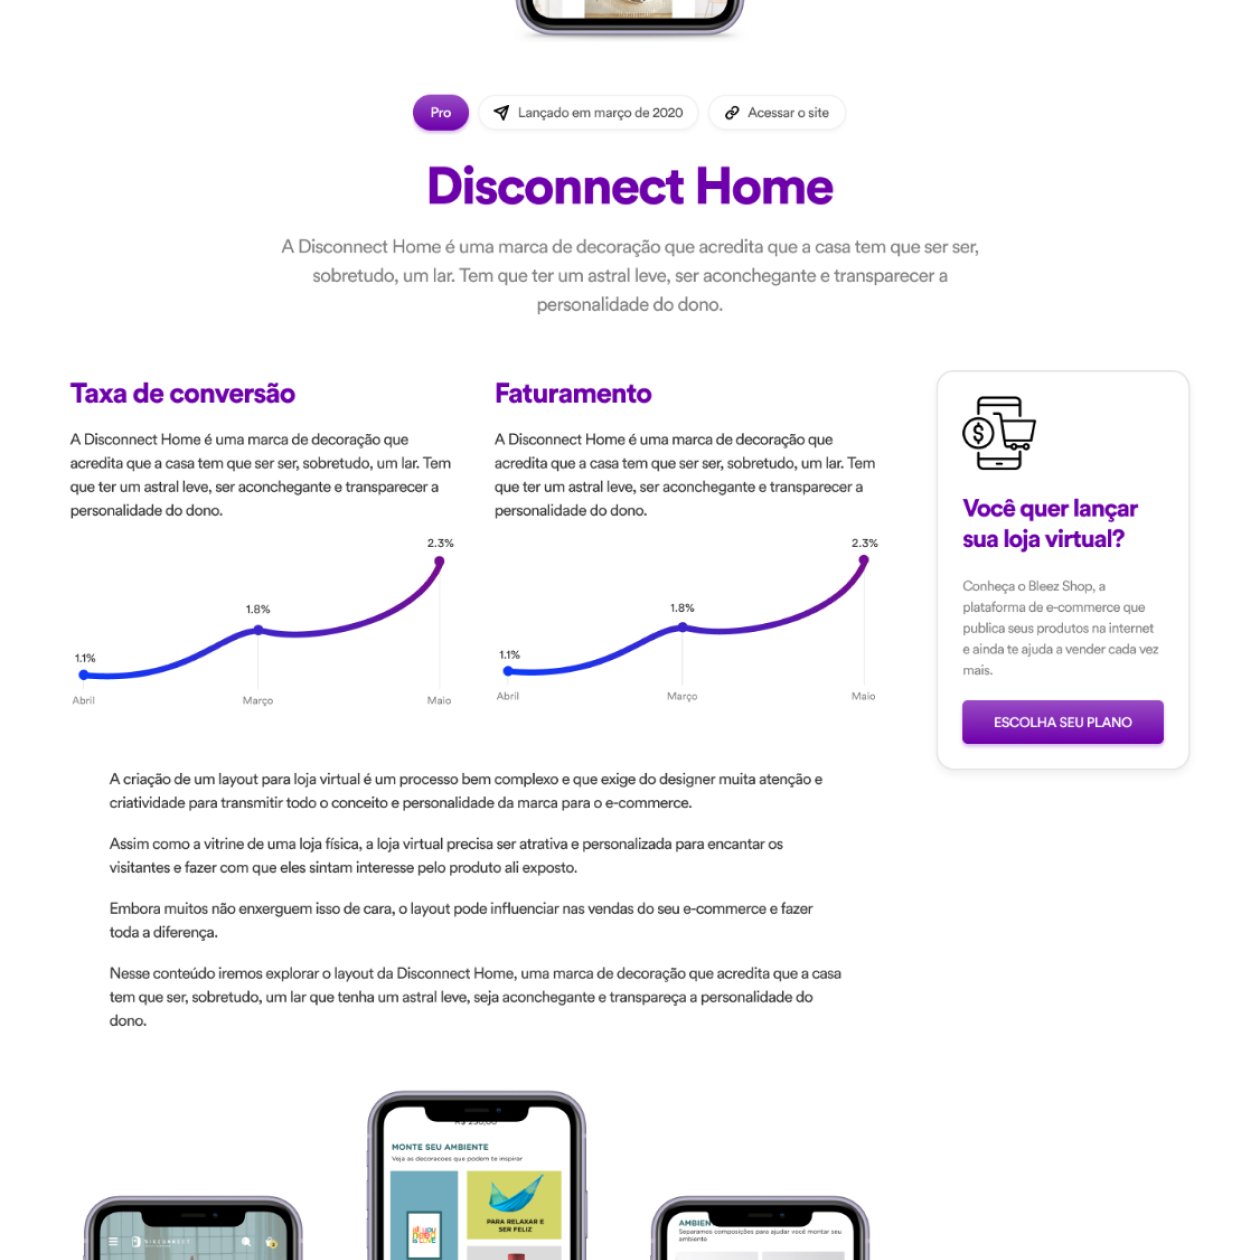 Pro
Lançado em março de 2020
Acessar o site
Disconnect Home
A Disconnect Home é uma marca de decoração que acredita que a casa tem que ser ser,
sobretudo, um lar. Tem que ter um astral leve, ser aconchegante e transparecer a
personalidade do dono.
Taxa de conversão
A Disconnect Home é uma marca de decoração que
acredita que a casa tem que ser ser, sobretudo, um lar. Tem
que ter um astral leve, ser aconchegante e transparecer a
personalidade do dono.
2.3%
1.8%
1.1%
Abril
Março
Maio
Faturamento
A Disconnect Home é uma marca de decoração que
acredita que a casa tem que ser ser, sobretudo, um lar. Tem
que ter um astral leve, ser aconchegante e transparecer a
personalidade do dono.
2.3%
1.8%
1.1%
Abril
Março
Maio
Você quer lançar
sua loja virtual?
Conheça o Bleez Shop, a
plataforma de e-commerce que
publica seus produtos na internet
e ainda te ajuda a vender cada vez
mais.
ESCOLHA SEU PLANO
A criação de um layout para loja virtual é um processo bem complexo e que exige do designer muita atenção e
criatividade para transmitir todo o conceito e personalidade da marca para o e-commerce.
Assim como a vitrine de uma loja física, a loja virtual precisa ser atrativa e personalizada para encantar os
visitantes e fazer com que eles sintam interesse pelo produto ali exposto.
Embora muitos não enxerguem isso de cara, o layout pode influenciar nas vendas do seu e-commerce e fazer
toda a diferença.
Nesse conteúdo iremos explorar o layout da Disconnect Home, uma marca de decoração que acredita que a casa
tem que ser, sobretudo, um lar que tenha um astral leve, seja aconchegante e transpareça a personalidade do
dono.
MONTE SEU AMBIENTE
Veja as decoracoes que podem te inspirar
PARA RELAXAR E
SER FELIZ
DISCONNECT
AMBIEN
Separamos composições para ajudar você montar seu
ambiente